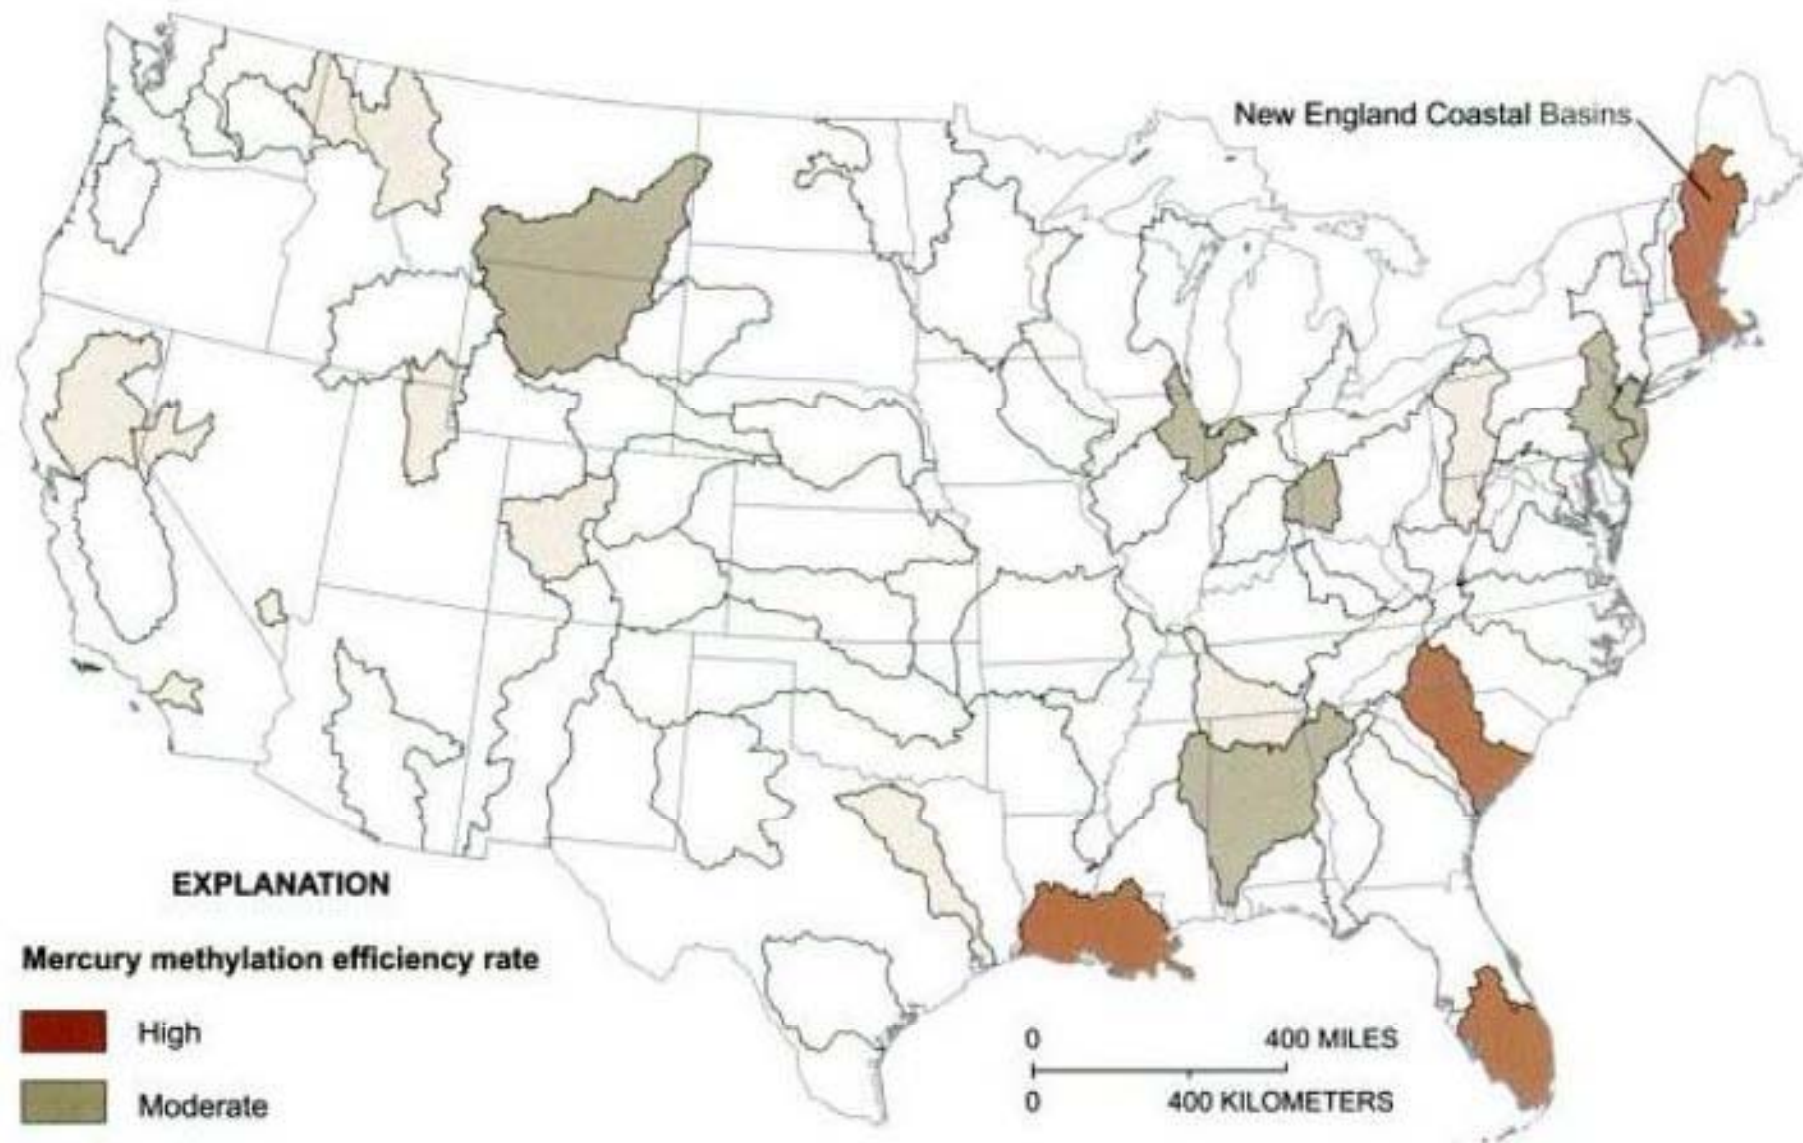 New England Coastal Basins
EXPLANATION
Mercury methylation efficiency rate
High
Moderate
0 400 MILES
0 400 KILOMETERS